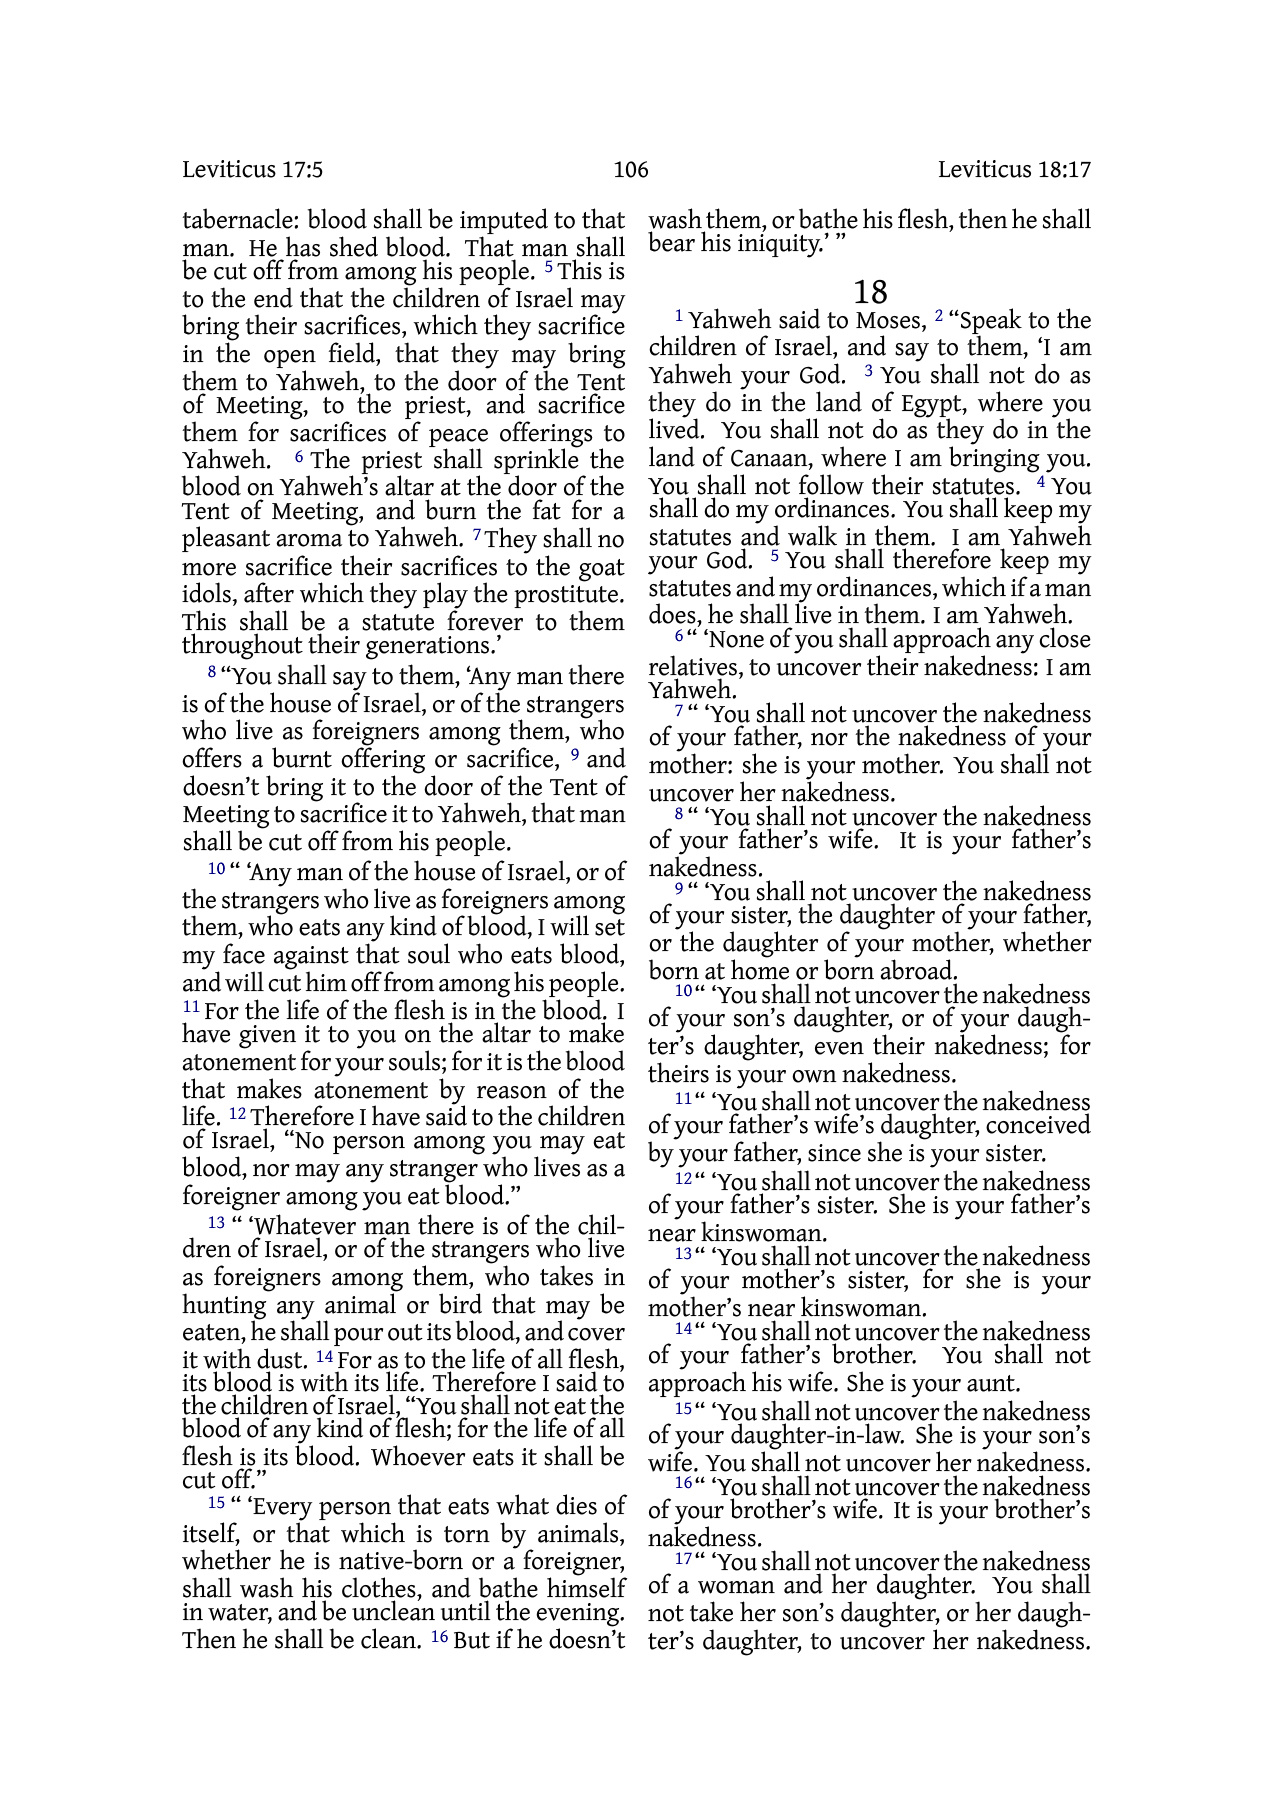 Leviticus 17:5
106
Leviticus 18:17
tabernacle: blood shall be imputed to that
man. He has shed blood. That man shall
be cut off from among his people. 5 This is
to the end that the children of Israel may
bring their sacrifices, which they sacrifice
in the open field, that they may bring
them to Yahweh, to the door of the Tent
of Meeting, to the priest, and sacrifice
them for sacrifices of peace offerings to
Yahweh. 6 The priest shall sprinkle the
blood on Yahweh’s altar at the door of the
Tent of Meeting, and burn the fat for a
pleasant aroma to Yahweh. 7 They shall no
more sacrifice their sacrifices to the goat
idols, after which they play the prostitute.
This shall be a statute forever to them
throughout their generations.’
8 “You shall say to them, ‘Any man there
is of the house of Israel, or of the strangers
who live as foreigners among them, who
offers a burnt offering or sacrifice, 9 and
doesn’t bring it to the door of the Tent of
Meeting to sacrifice it to Yahweh, that man
shall be cut off from his people.
10 “ ‘Any man of the house of Israel, or of
the strangers who live as foreigners among
them, who eats any kind of blood, I will set
my face against that soul who eats blood,
and will cut him off from among his people.
11 For the life of the flesh is in the blood. I
have given it to you on the altar to make
atonement for your souls; for it is the blood
that makes atonement by reason of the
life. 12 Therefore I have said to the children
of Israel, “No person among you may eat
blood, nor may any stranger who lives as a
foreigner among you eat blood.”
13 “ ‘Whatever man there is of the chil-
dren of Israel, or of the strangers who live
as foreigners among them, who takes in
hunting any animal or bird that may be
eaten, he shall pour out its blood, and cover
it with dust. 14 For as to the life of all flesh,
its blood is with its life. Therefore I said to
the children of Israel, “You shall not eat the
blood of any kind of flesh; for the life of all
flesh is its blood. Whoever eats it shall be
cut off.”
15 “ ‘Every person that eats what dies of
itself, or that which is torn by animals,
whether he is native-born or a foreigner,
shall wash his clothes, and bathe himself
in water, and be unclean until the evening.
Then he shall be clean. 16 But if he doesn’t
wash them, or bathe his flesh, then he shall
bear his iniquity.’ ”
18
1 Yahweh said to Moses, 2 “Speak to the
children of Israel, and say to them, ‘I am
Yahweh your God. 3 You shall not do as
they do in the land of Egypt, where you
lived. You shall not do as they do in the
land of Canaan, where I am bringing you.
You shall not follow their statutes. 4 You
shall do my ordinances. You shall keep my
statutes and walk in them. I am Yahweh
your God. 5 You shall therefore keep my
statutes and my ordinances, which if a man
does, he shall live in them. I am Yahweh.
6 “ ‘None of you shall approach any close
relatives, to uncover their nakedness: I am
Yahweh.
7 “ ‘You shall not uncover the nakedness
of your father, nor the nakedness of your
mother: she is your mother. You shall not
uncover her nakedness.
8 “ ‘You shall not uncover the nakedness
of your father’s wife. It is your father’s
nakedness.
9 “ ‘You shall not uncover the nakedness
of your sister, the daughter of your father,
or the daughter of your mother, whether
born at home or born abroad.
10 “ ‘You shall not uncover the nakedness
of your son’s daughter, or of your daugh-
ter’s daughter, even their nakedness; for
theirs is your own nakedness.
11 “ ‘You shall not uncover the nakedness
of your father’s wife’s daughter, conceived
by your father, since she is your sister.
12 “ ‘You shall not uncover the nakedness
of your father’s sister. She is your father’s
near kinswoman.
13 “ ‘You shall not uncover the nakedness
of your mother’s sister, for she is your
mother’s near kinswoman.
14 “ ‘You shall not uncover the nakedness
of your father’s brother. You shall not
approach his wife. She is your aunt.
15 “ ‘You shall not uncover the nakedness
of your daughter-in-law. She is your son’s
wife. You shall not uncover her nakedness.
16 “ ‘You shall not uncover the nakedness
of your brother’s wife. It is your brother’s
nakedness.
17 “ ‘You shall not uncover the nakedness
of a woman and her daughter. You shall
not take her son’s daughter, or her daugh-
ter’s daughter, to uncover her nakedness.